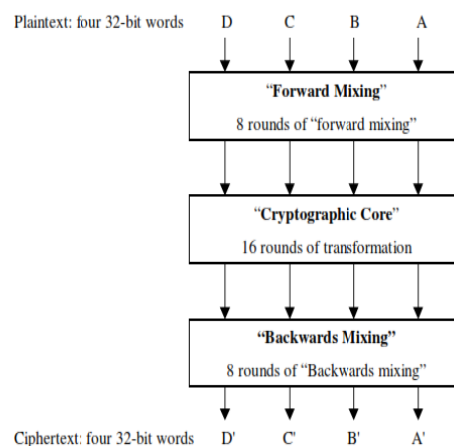 Plaintext: four 32-bit words D C B A
“Forward Mixing”
8 rounds of “forward mixing”
“Cryptographic Core”
16 rounds of transformation
“Backwards Mixing”
8 rounds of “Backwards mixing”
Ciphertext: four 32-bit words D' C' B' A'